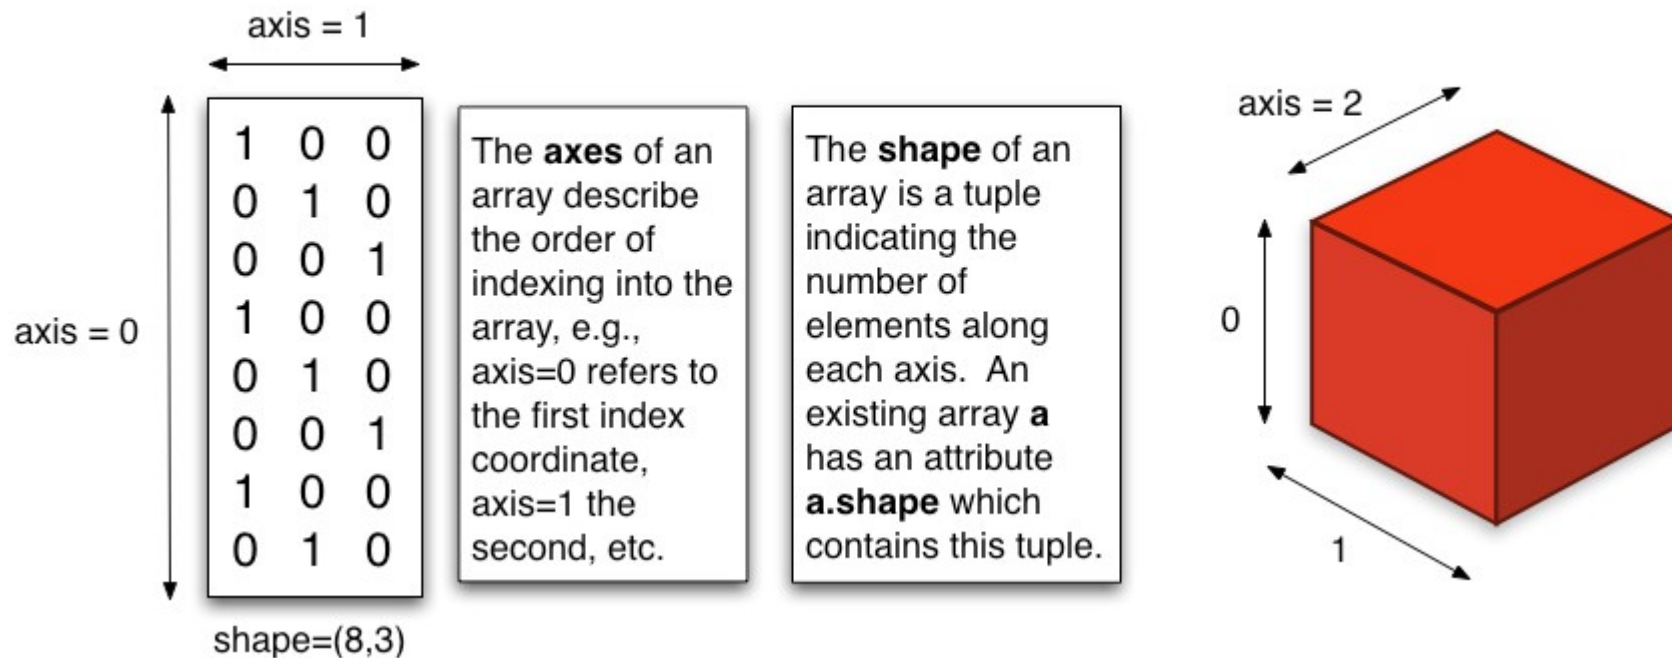 axis = 1
axis = 0
1 0 0
0 1 0
0 0 1
1 0 0
0 1 0
0 0 1
1 0 0
0 1 0
shape=(8,3)
The axes of an
array describe
the order of
indexing into the
array, e.g.,
axis=0 refers to
the first index
coordinate,
axis=1 the
second, etc.
The shape of an
array is a tuple
indicating the
number of
elements along
each axis.  An
existing array a
has an attribute
a.shape which
contains this tuple.
axis = 2
0
1